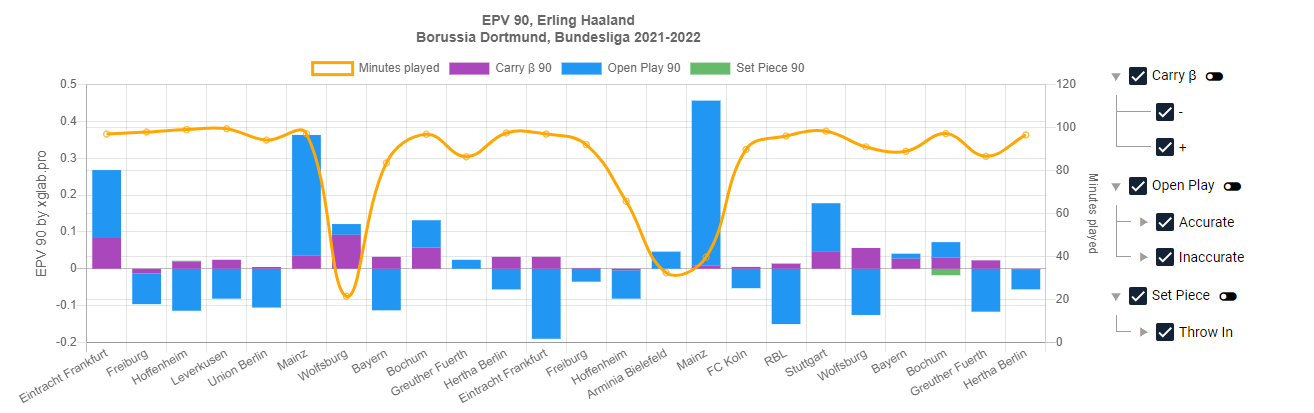 EPV 90, Erling Haaland
Borussia Dortmund, Bundesliga 2021-2022
Minutes played
Carry β 90
Open Play 90
Set Piece 90
EPV 90 by xglab.pro
0.5
0.4
0.3
0.2
0.1
0
-0.1
-0.2
120
100
80
60
40
20
0
Minutes played
Eintracht Frankfurt
Freiburg
Hoffenheim
Leverkusen
Union Berlin
Mainz
Wolfsburg
Bayern
Bochum
Greuther Fuerth
Hertha Berlin
Eintracht Frankfurt
Freiburg
Hoffenheim
Arminia Bielefeld
Mainz
FC Koln
RBL
Stuttgart
Wolfsburg
Bayern
Bochum
Greuther Fuerth
Hertha Berlin
Carry β
-
+
Open Play
Accurate
Inaccurate
Set Piece
Throw In